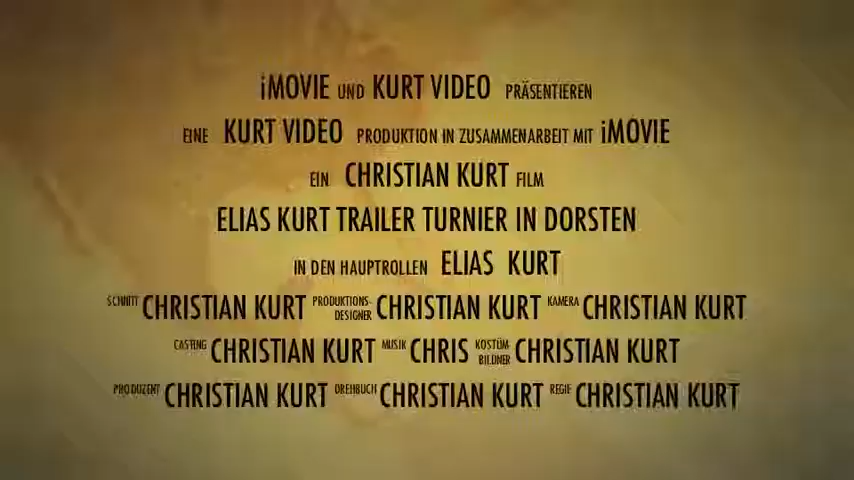 iMOVIE UND KURT VIDEO PRÄSENTIEREN
EINE KURT VIDEO PRODUKTION IN ZUSAMMENARBEIT MIT iMOVIE
EIN CHRISTIAN KURT FILM
ELIAS KURT TRAILER TURNIER IN DORSTEN
IN DEN HAUPTROLLEN ELIAS KURT
SCHNITT CHRISTIAN KURT PRODUKTIONS-DESIGNER CHRISTIAN KURT KAMERA CHRISTIAN KURT
CASTING CHRISTIAN KURT MUSIK CHRIS KOSTÜM BILDNER CHRISTIAN KURT
PRODUZENT CHRISTIAN KURT DREHBUCH CHRISTIAN KURT REGIE CHRISTIAN KURT